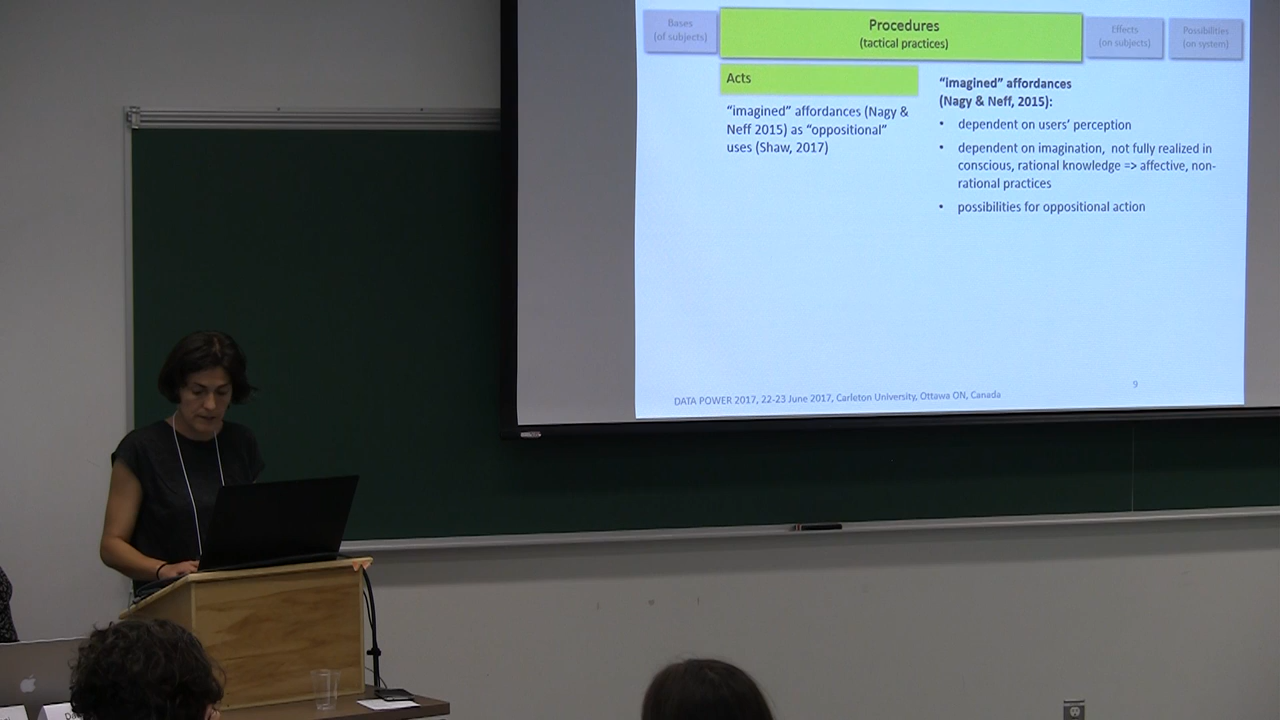 Bases
(of subjects)
Procedures
(tactical practices)
Effects
(on subjects)
Possibilities
(on system)
Acts
“imagined” affordances (Nagy &
Neff 2015) as “oppositional”
uses (Shaw, 2017)
“imagined” affordances
(Nagy & Neff, 2015):
• dependent on users’ perception
• dependent on imagination, not fully realized in
conscious, rational knowledge => affective, non-
rational practices
• possibilities for oppositional action
9
DATA POWER 2017, 22-23 June 2017, Carleton University, Ottawa ON, Canada